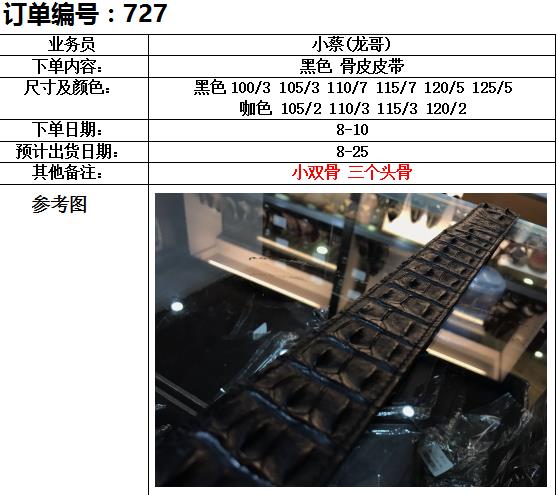 订单编号：727
业务员 小蔡(龙哥)
下单内容： 黑色 骨皮皮带
尺寸及颜色： 黑色100/3 105/3 110/7 115/7 120/5 125/5
咖色 105/2 110/3 115/3 120/2
下单日期： 8-10
预计出货日期： 8-25
其他备注： 小双骨 三个头骨
参考图